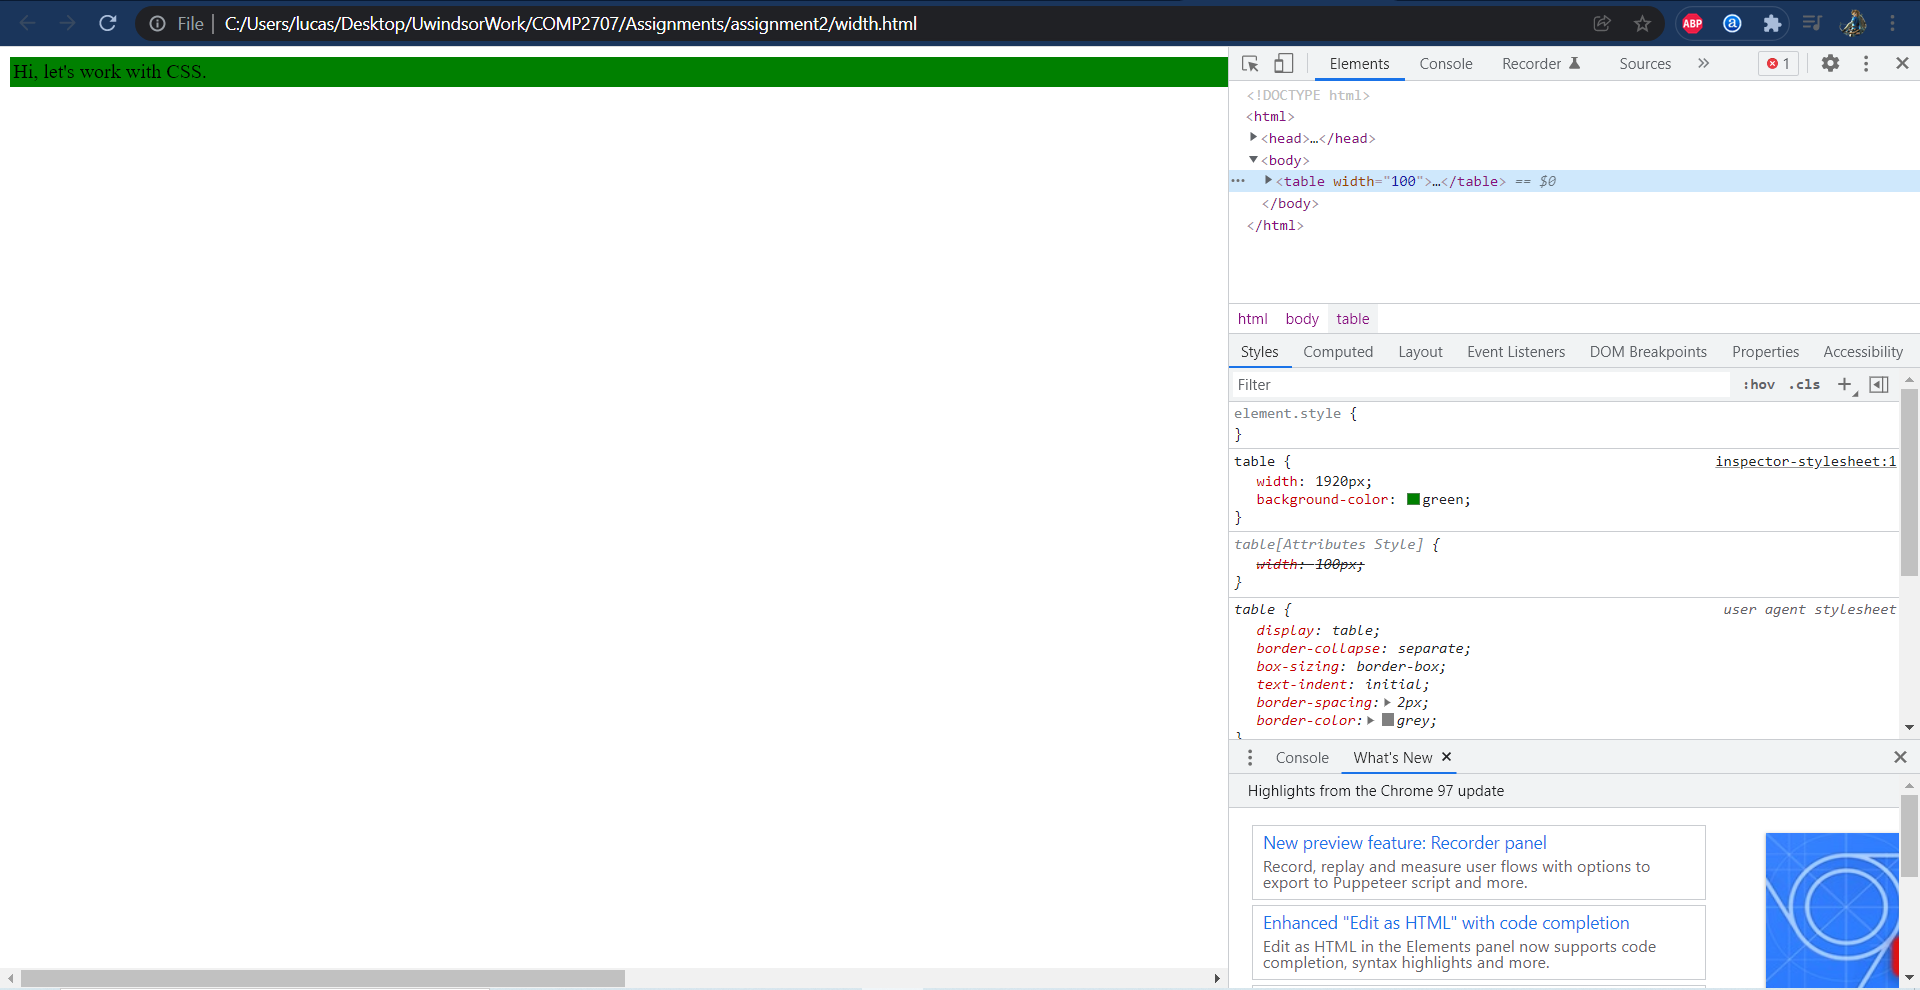 File | C:/Users/lucas/Desktop/UwindsorWork/COMP2707/Assignments/assignment2/width.html
ABP
a
Hi, let's work with CSS.
Elements Console Recorder Sources » 1
<!DOCTYPE html>
<html>
<head>…</head>
<body>
<table width="100">…</table> == $0
</body>
</html>
html body table
Styles Computed Layout Event Listeners DOM Breakpoints Properties Accessibility
Filter :hov .cls +
element.style {
}
table { inspector-stylesheet:1
width: 1920px;
background-color: green;
}
table[Attributes Style] {
width: 100px;
}
table { user agent stylesheet
display: table;
border-collapse: separate;
box-sizing: border-box;
text-indent: initial;
border-spacing: 2px;
border-color: grey;
}
Console What's New ×
Highlights from the Chrome 97 update
New preview feature: Recorder panel
Record, replay and measure user flows with options to
export to Puppeteer script and more.
Enhanced "Edit as HTML" with code completion
Edit as HTML in the Elements panel now supports code
completion, syntax highlights and more.